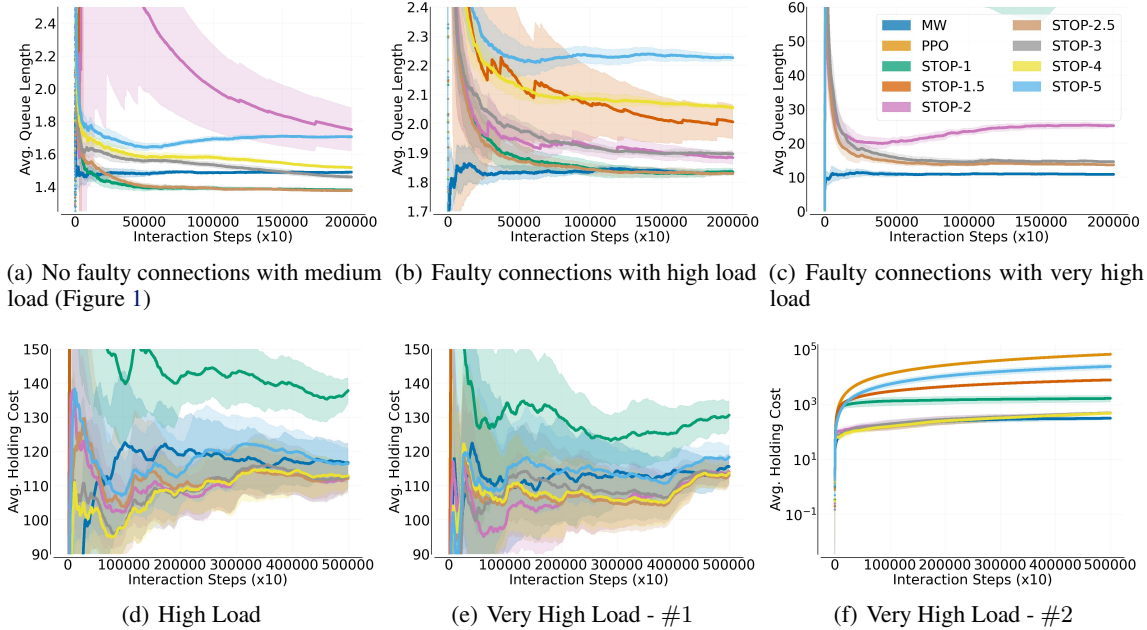 2.4
2.2
2.0
1.8
1.6
1.4
Avg. Queue Length
0 50000 100000 150000 200000
Interaction Steps (x10)
2.4
2.3
2.2
2.1
2.0
1.9
1.8
1.7
Avg. Queue Length
0 50000 100000 150000 200000
Interaction Steps (x10)
60
50
40
30
20
10
0
Avg. Queue Length
MW
PPO
STOP-1
STOP-1.5
STOP-2
STOP-2.5
STOP-3
STOP-4
STOP-5
0 50000 100000 150000 200000
Interaction Steps (x10)
(a) No faulty connections with medium
load (Figure 1)
(b) Faulty connections with high load
(c) Faulty connections with very high
load
150
140
130
120
110
100
90
Avg. Holding Cost
0 100000 200000 300000 400000 500000
Interaction Steps (x10)
150
140
130
120
110
100
90
Avg. Holding Cost
0 100000 200000 300000 400000 500000
Interaction Steps (x10)
10^5
10^3
10^1
10^−1
Avg. Holding Cost
0 100000 200000 300000 400000 500000
Interaction Steps (x10)
(d) High Load
(e) Very High Load - #1
(f) Very High Load - #2